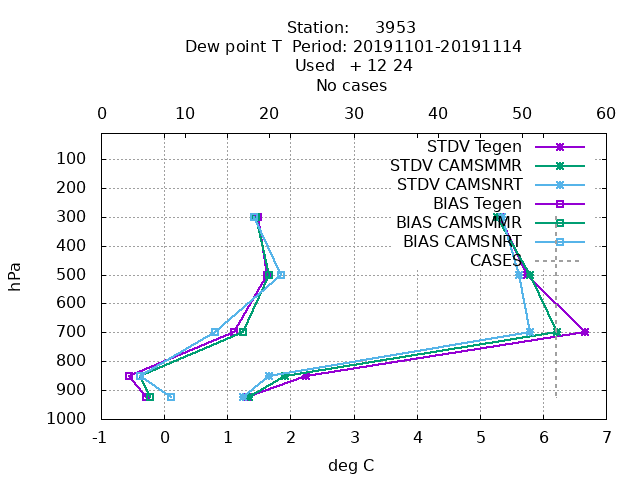 Station: 3953
Dew point T Period: 20191101-20191114
Used + 12 24
No cases
0 10 20 30 40 50 60
STDV Tegen
STDV CAMSMMR
STDV CAMSNRT
BIAS Tegen
BIAS CAMSMMR
BIAS CAMSNRT
CASES
hPa
100
200
300
400
500
600
700
800
900
1000
-1 0 1 2 3 4 5 6 7
deg C